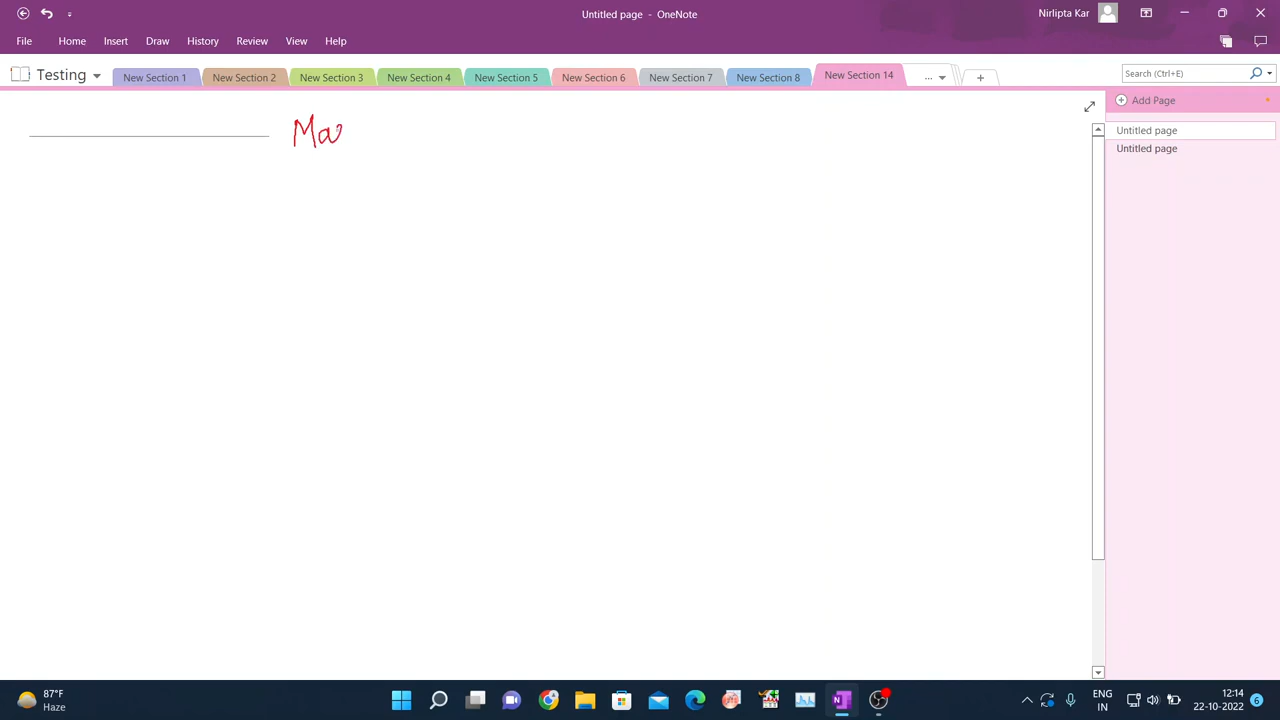 Untitled page - OneNote
Nirlipta Kar
File Home Insert Draw History Review View Help
Testing New Section 1 New Section 2 New Section 3 New Section 4 New Section 5 New Section 6 New Section 7 New Section 8 New Section 14 ... Search (Ctrl+E)
Add Page
Ma
Untitled page
Untitled page
87°F
Haze
ENG
IN
12:14
22-10-2022
6